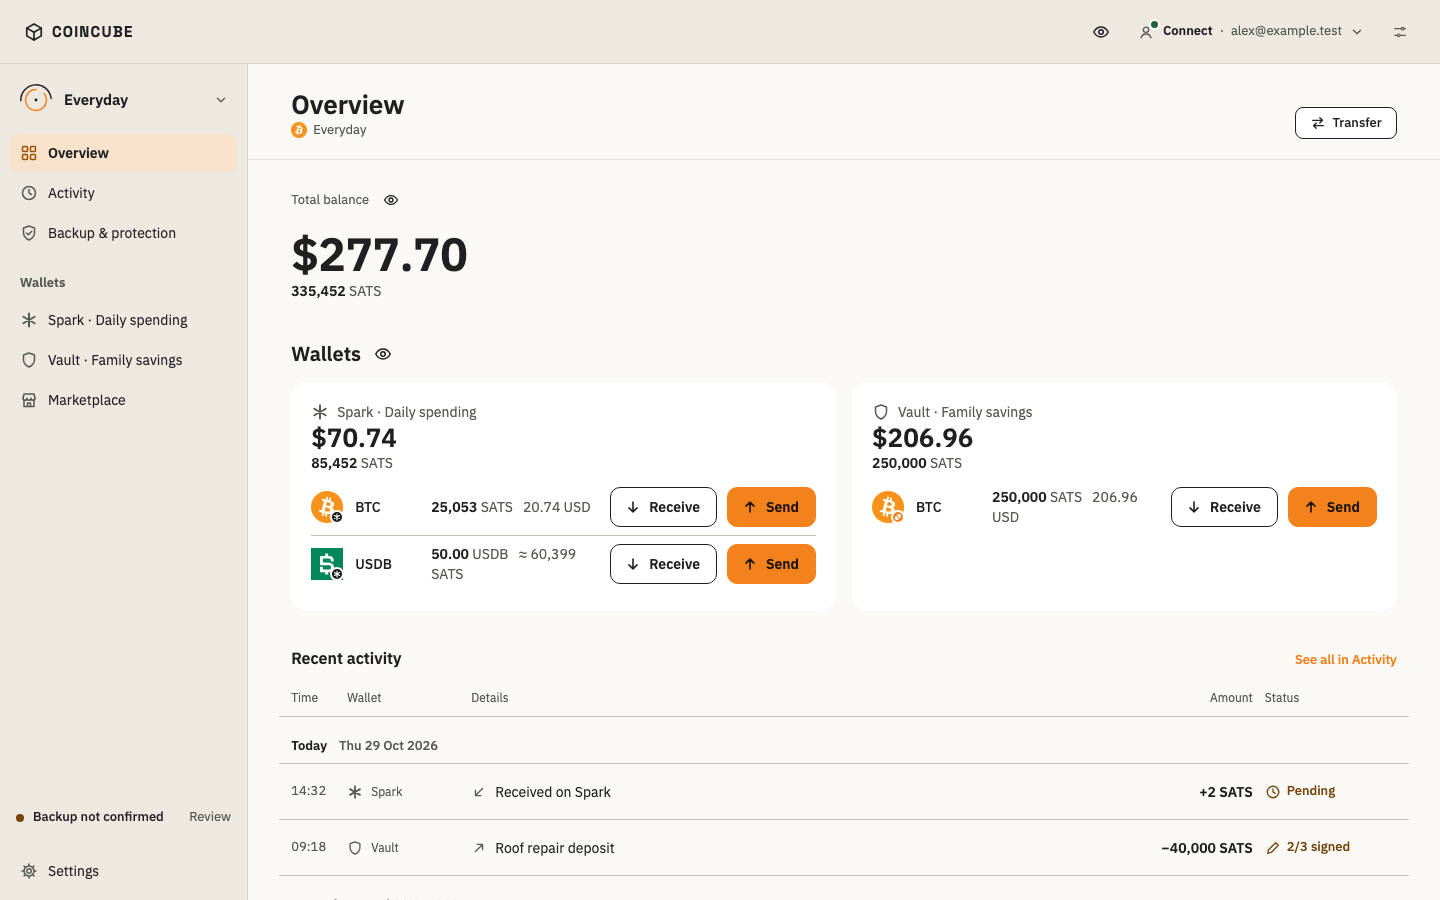 COINCUBE
Connect · alex@example.test
Everyday
Overview
Activity
Backup & protection
Wallets
Spark · Daily spending
Vault · Family savings
Marketplace
Backup not confirmed Review
Settings
Overview
Everyday
Transfer
Total balance
$277.70
335,452 SATS
Wallets
Spark · Daily spending
$70.74
85,452 SATS
BTC 25,053 SATS 20.74 USD Receive Send
USDB 50.00 USDB ≈ 60,399
SATS
Receive Send
Vault · Family savings
$206.96
250,000 SATS
BTC 250,000 SATS 206.96
USD
Receive Send
Recent activity See all in Activity
Time Wallet Details Amount Status
Today Thu 29 Oct 2026
14:32 Spark Received on Spark +2 SATS Pending
09:18 Vault Roof repair deposit −40,000 SATS 2/3 signed